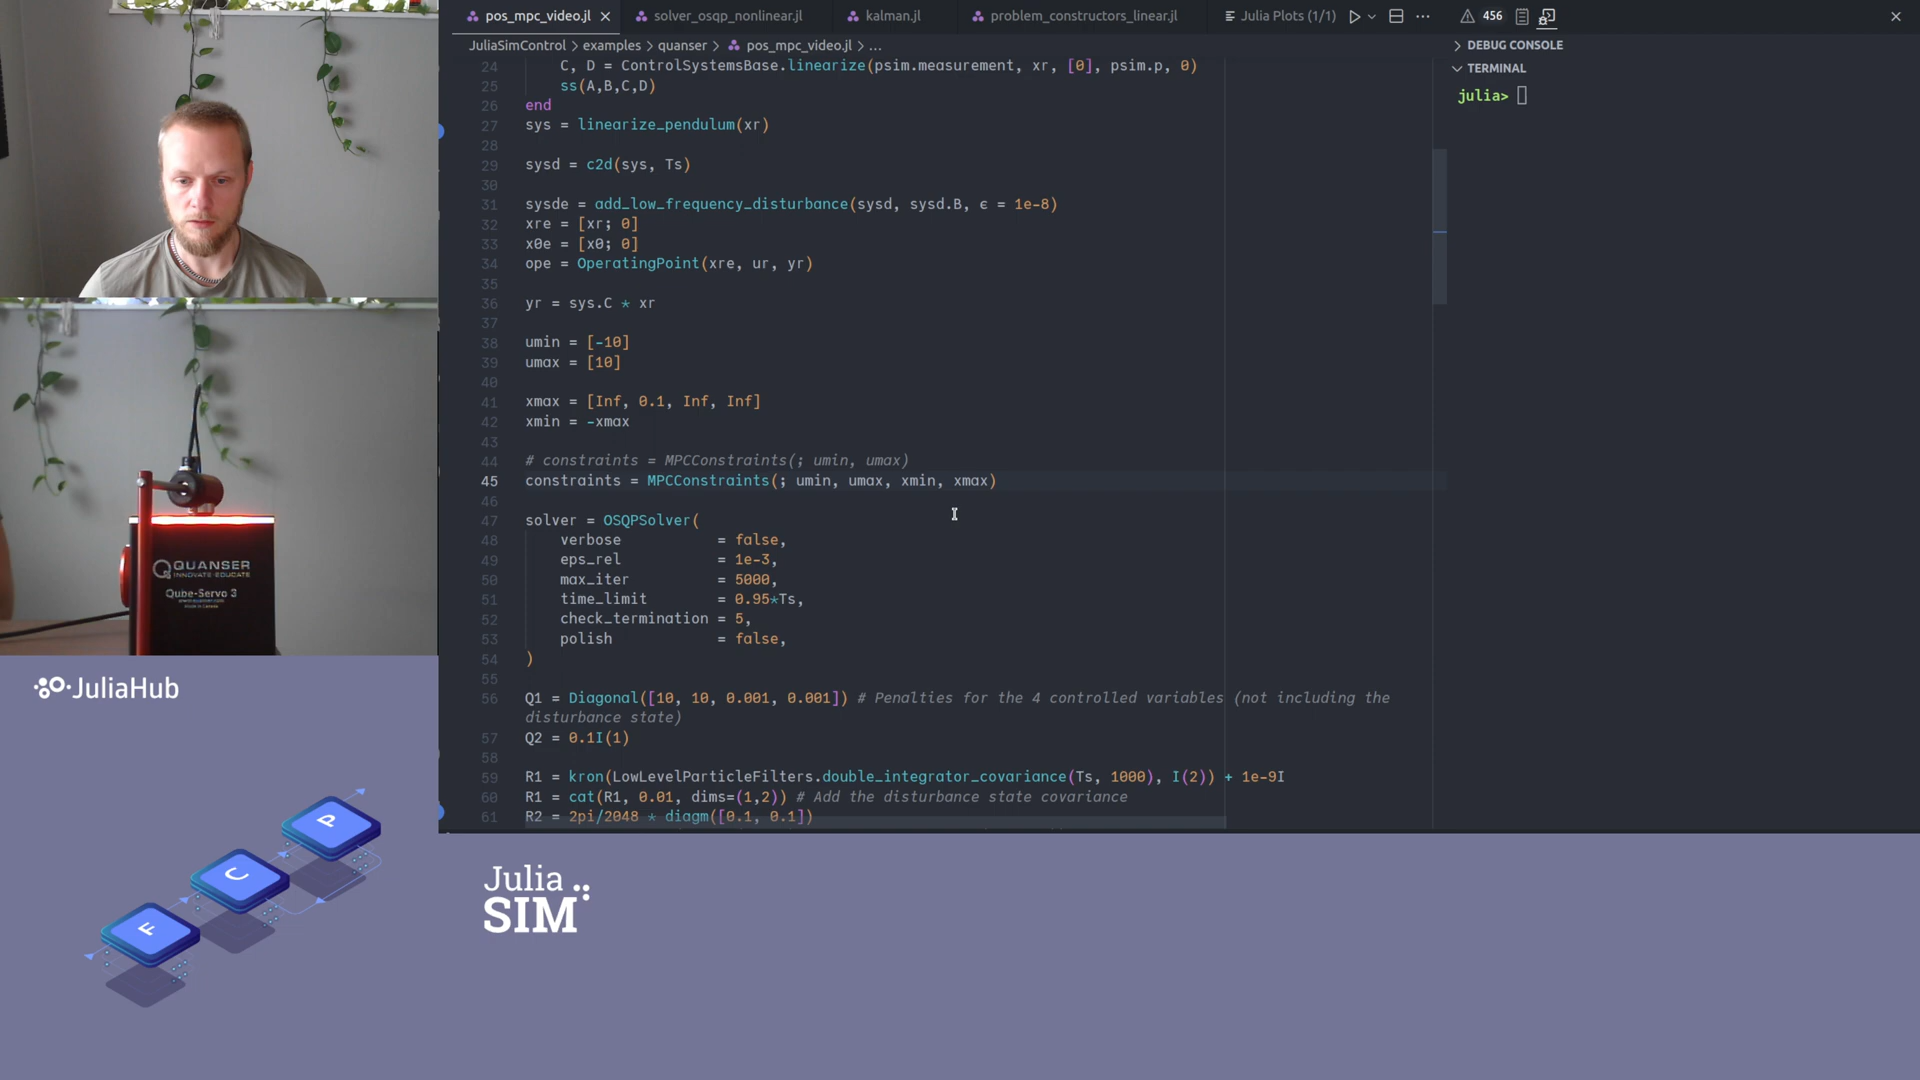 pos_mpc_video.jl
solver_osqp_nonlinear.jl
kalman.jl
problem_constructors_linear.jl
Julia Plots (1/1)
456
JuliaSimControl > examples > quanser > pos_mpc_video.jl > ...
24 C, D = ControlSystemsBase.linearize(psim.measurement, xr, [0], psim.p, 0)
25 ss(A,B,C,D)
26 end
27 sys = linearize_pendulum(xr)
28
29 sysd = c2d(sys, Ts)
30
31 sysde = add_low_frequency_disturbance(sysd, sysd.B, ϵ = 1e-8)
32 xre = [xr; 0]
33 x0e = [x0; 0]
34 ope = OperatingPoint(xre, ur, yr)
35
36 yr = sys.C * xr
37
38 umin = [-10]
39 umax = [10]
40
41 xmax = [Inf, 0.1, Inf, Inf]
42 xmin = -xmax
43
44 # constraints = MPCConstraints(; umin, umax)
45 constraints = MPCConstraints(; umin, umax, xmin, xmax)
46
47 solver = OSQPSolver(
48 verbose = false,
49 eps_rel = 1e-3,
50 max_iter = 5000,
51 time_limit = 0.95*Ts,
52 check_termination = 5,
53 polish = false,
54 )
55
56 Q1 = Diagonal([10, 10, 0.001, 0.001]) # Penalties for the 4 controlled variables (not including the
disturbance state)
57 Q2 = 0.1I(1)
58
59 R1 = kron(LowLevelParticleFilters.double_integrator_covariance(Ts, 1000), I(2)) + 1e-9I
60 R1 = cat(R1, 0.01, dims=(1,2)) # Add the disturbance state covariance
61 R2 = 2pi/2048 * diagm([0.1, 0.1])
DEBUG CONSOLE
TERMINAL
julia>
QUANSER
INNOVATE·EDUCATE
Qube-Servo 3
JuliaHub
P
C
F
Julia
SIM